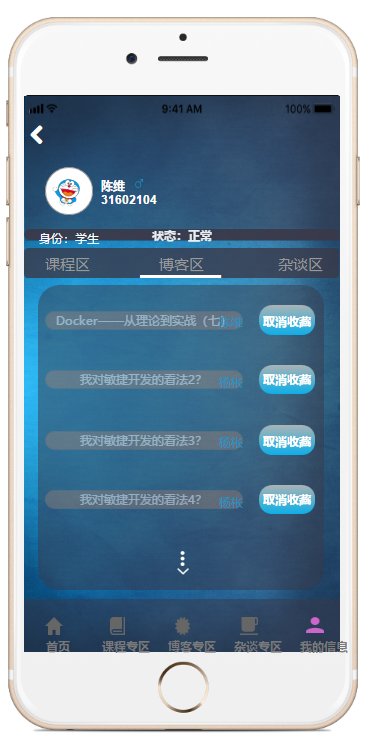 9:41 AM 100%
陈维 ♂
31602104
身份：学生 状态：正常
课程区 博客区 杂谈区
Docker——从理论到实战（七） 取消收藏
我对敏捷开发的看法2? 取消收藏
我对敏捷开发的看法3? 取消收藏
我对敏捷开发的看法4? 取消收藏
首页 课程专区 博客专区 杂谈专区 我的信息